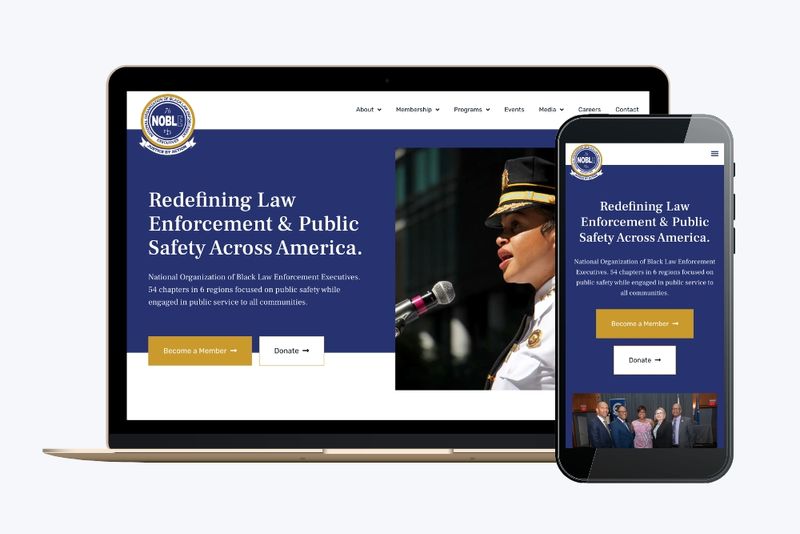 NOBLE
JUSTICE BY ACTION
About
Membership
Programs
Events
Media
Careers
Contact
Redefining Law
Enforcement & Public
Safety Across America.
National Organization of Black Law Enforcement Executives.
54 chapters in 6 regions focused on public safety while
engaged in public service to all communities.
Become a Member →
Donate →
NOBLE
Redefining Law
Enforcement & Public
Safety Across America.
National Organization of Black Law Enforcement
Executives. 54 chapters in 6 regions focused on
public safety while engaged in public service to
all communities.
Become a Member →
Donate →